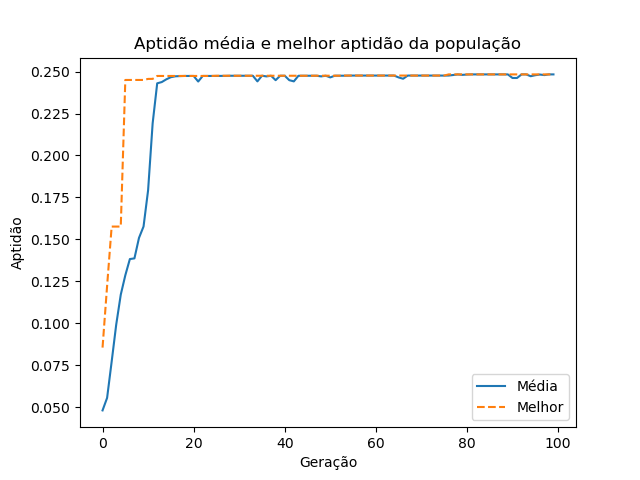 Aptidão média e melhor aptidão da população
0.250
0.225
0.200
0.175
0.150
0.125
0.100
0.075
0.050
Aptidão
0 20 40 60 80 100
Geração
Média
Melhor